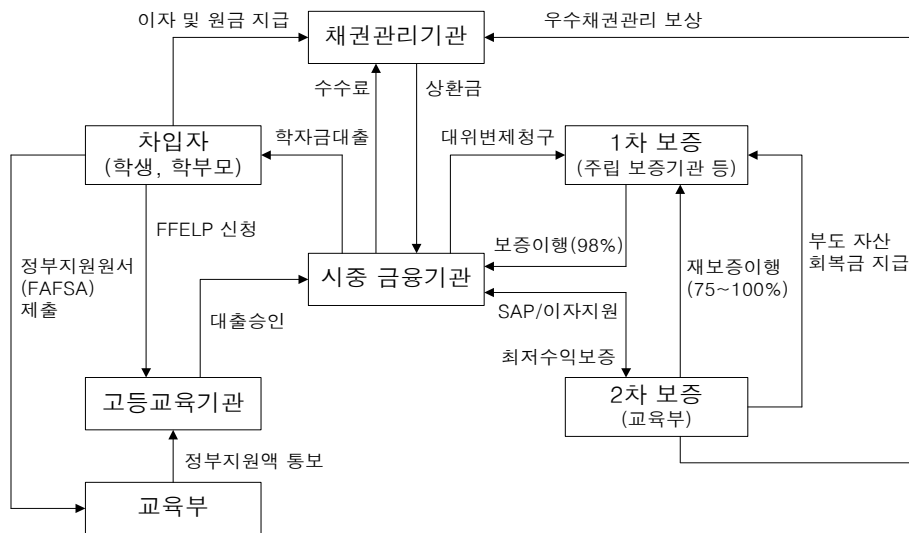 이자 및 원금 지급
채권관리기관
우수채권관리 보상
수수료
상환금
차입자
(학생, 학부모)
학자금대출
대위변제청구
1차 보증
(주립 보증기관 등)
FFELP 신청
정부지원원서
(FAFSA)
제출
시중 금융기관
보증이행(98%)
재보증이행
(75~100%)
부도 자산
회복금 지급
대출승인
SAP/이자지원
최저수익보증
고등교육기관
2차 보증
(교육부)
정부지원액 통보
교육부